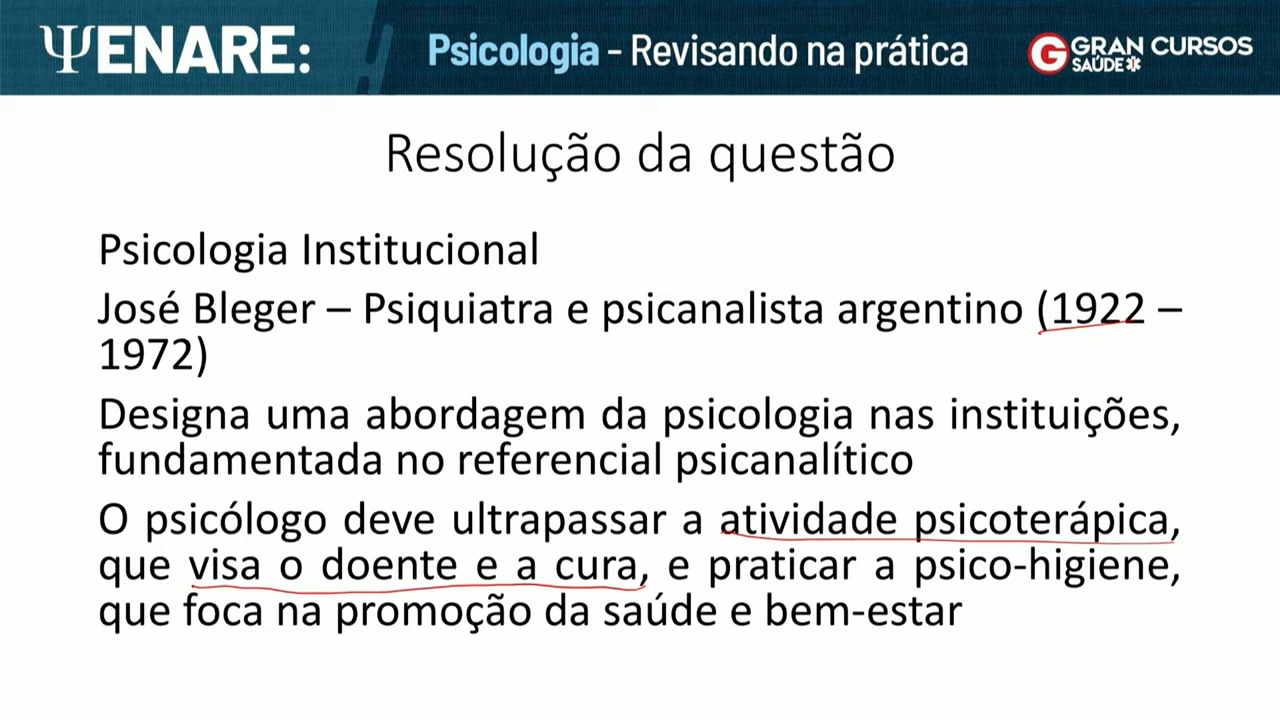 ΨENARE:
Psicologia - Revisando na prática
GRAN CURSOS
SAÚDE
Resolução da questão
Psicologia Institucional
José Bleger – Psiquiatra e psicanalista argentino (1922 –
1972)
Designa uma abordagem da psicologia nas instituições,
fundamentada no referencial psicanalítico
O psicólogo deve ultrapassar a atividade psicoterápica,
que visa o doente e a cura, e praticar a psico-higiene,
que foca na promoção da saúde e bem-estar